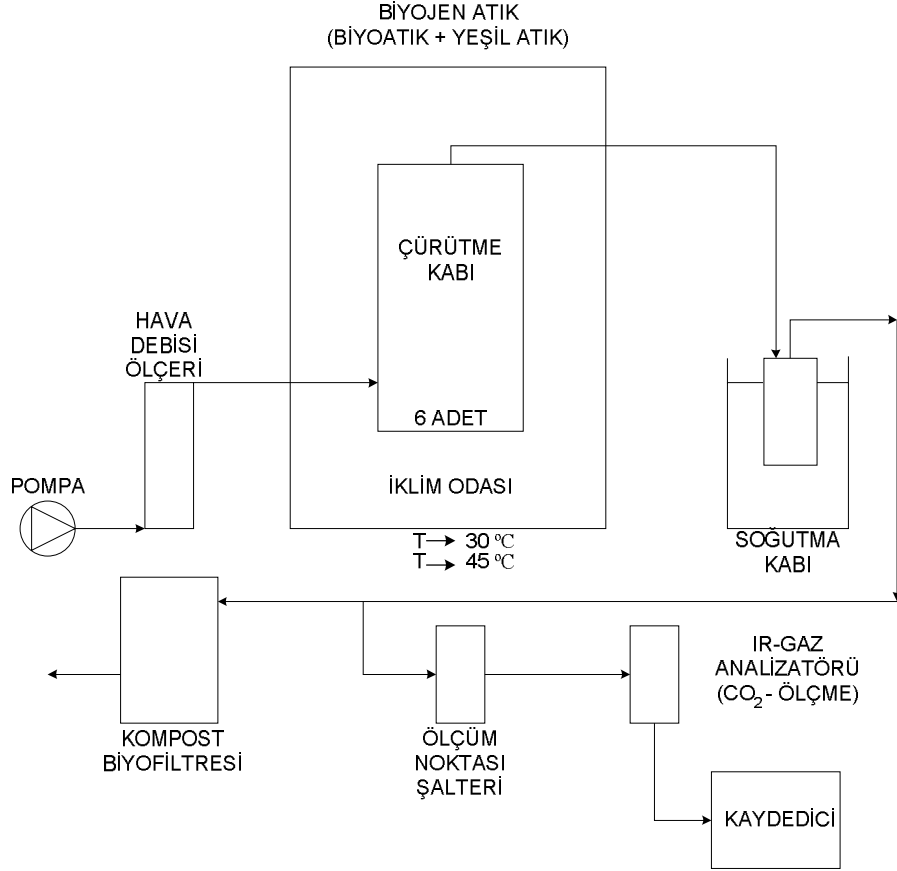 BİYOJEN ATIK
(BİYOATIK + YEŞİL ATIK)
ÇÜRÜTME
KABI
HAVA
DEBİSİ
ÖLÇERİ
6 ADET
POMPA
İKLİM ODASI
T → 30 ºC
T → 45 ºC
SOĞUTMA
KABI
IR-GAZ
ANALİZATÖRÜ
(CO₂ - ÖLÇME)
KOMPOST
BİYOFİLTRESİ
ÖLÇÜM
NOKTASI
ŞALTERİ
KAYDEDİCİ